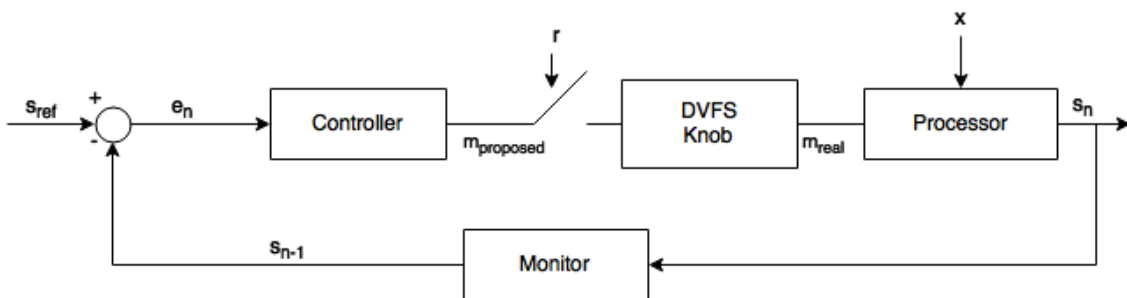 x
r
s_ref
+
-
e_n
Controller
m_proposed
DVFS
Knob
m_real
Processor
s_n
s_n-1
Monitor